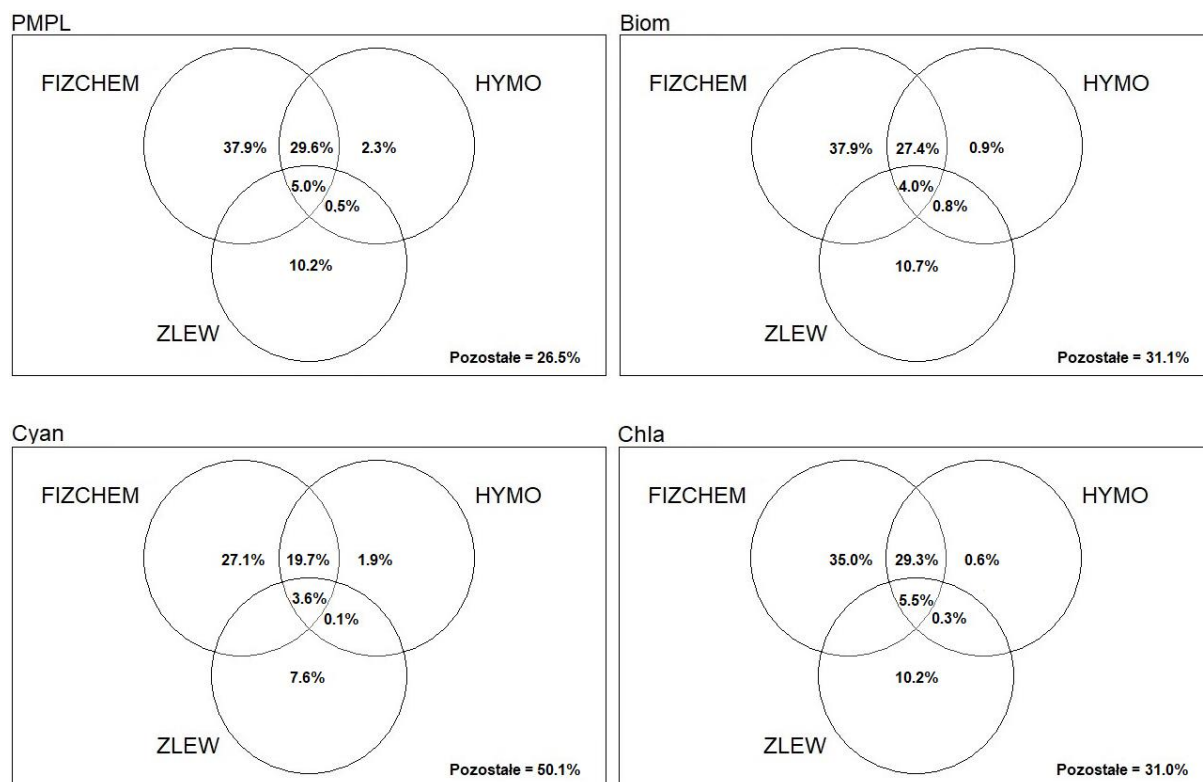 PMPL
FIZCHEM
HYMO
37.9%
29.6%
2.3%
5.0%
0.5%
10.2%
ZLEW
Pozostałe = 26.5%
Biom
FIZCHEM
HYMO
37.9%
27.4%
0.9%
4.0%
0.8%
10.7%
ZLEW
Pozostałe = 31.1%
Cyan
FIZCHEM
HYMO
27.1%
19.7%
1.9%
3.6%
0.1%
7.6%
ZLEW
Pozostałe = 50.1%
Chla
FIZCHEM
HYMO
35.0%
29.3%
0.6%
5.5%
0.3%
10.2%
ZLEW
Pozostałe = 31.0%